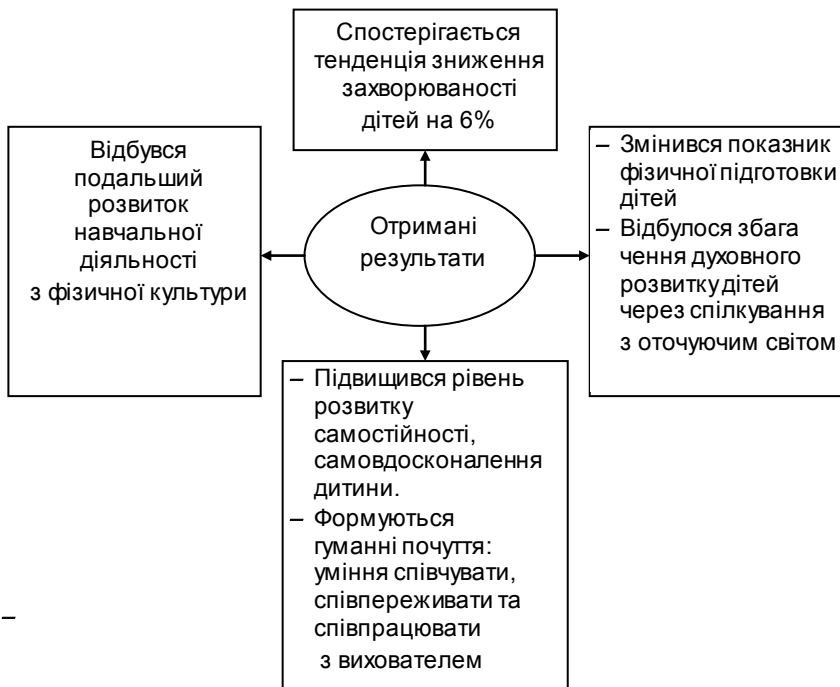 Спостерігається
тенденція зниження
захворюваності
дітей на 6%
Відбувся
подальший
розвиток
навчальної
діяльності
з фізичної культури
Отримані
результати
– Змінився показник
фізичної підготовки
дітей
– Відбулося збага
чення духовного
розвитку дітей
через спілкування
з оточуючим світом
– Підвищився рівень
розвитку
самостійності,
самовдосконалення
дитини.
– Формуються
гуманні почуття:
уміння співчувати,
співпереживати та
співпрацювати
з вихователем
–